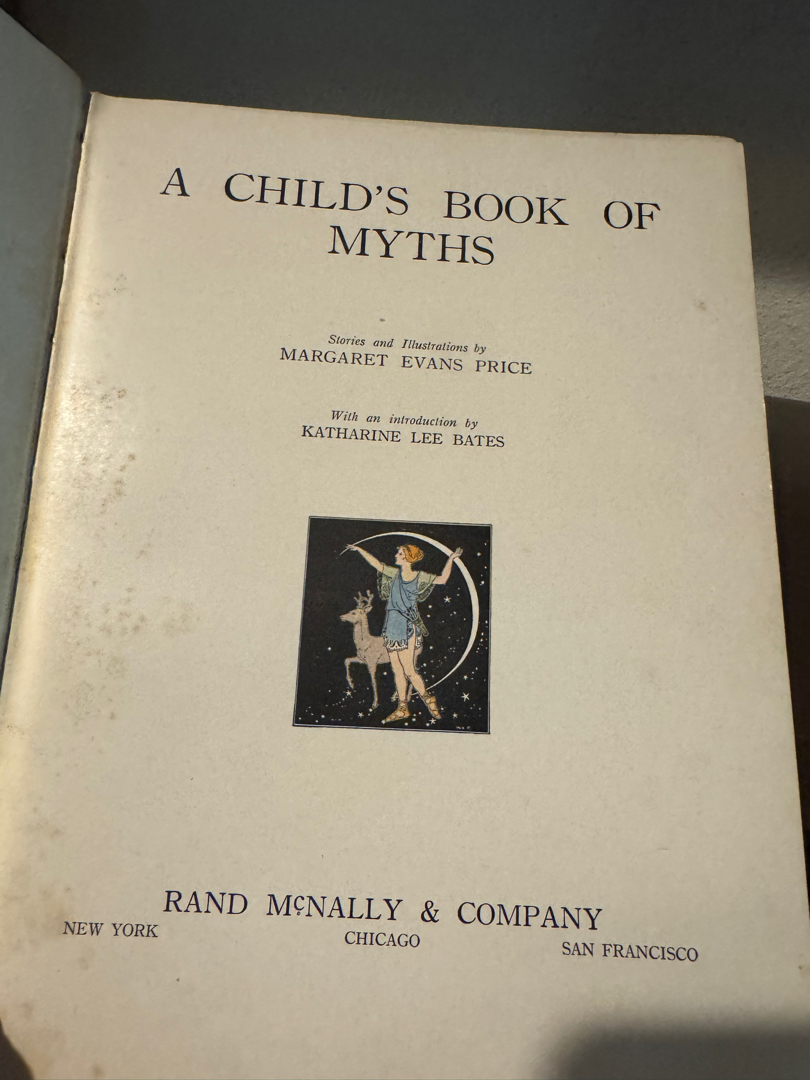 A CHILD'S BOOK OF
MYTHS
Stories and Illustrations by
MARGARET EVANS PRICE
With an introduction by
KATHARINE LEE BATES
RAND MCNALLY & COMPANY
NEW YORK CHICAGO SAN FRANCISCO